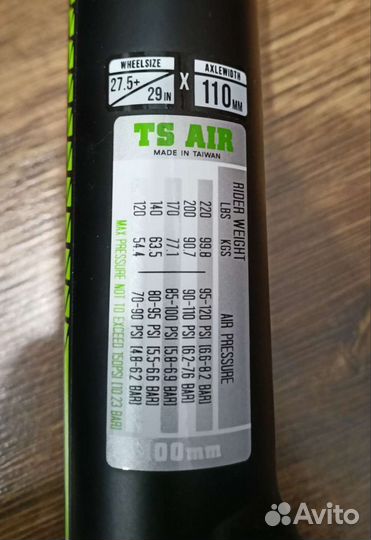 WHEELSIZE
27.5+
29IN
X
AXLEWIDTH
110MM
TS AIR
MADE IN TAIWAN
RIDER WEIGHT AIR PRESSURE
LBS KGS
220 99.8 95-120 PSI (6.6-8.2 BAR)
200 90.7 90-110 PSI (6.2-7.6 BAR)
170 77.1 85-100 PSI (5.8-6.9 BAR)
140 63.5 80-95 PSI (5.5-6.6 BAR)
120 54.4 70-90 PSI (4.8-6.2 BAR)
MAX PRESSURE NOT TO EXCEED 150PSI [10.23 BAR]
100mm
Avito